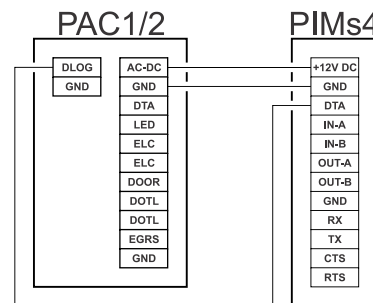 PAC1/2
DLOG
GND
AC-DC
GND
DTA
LED
ELC
ELC
DOOR
DOTL
DOTL
EGRS
GND
PIMs4
+12V DC
GND
DTA
IN-A
IN-B
OUT-A
OUT-B
GND
RX
TX
CTS
RTS